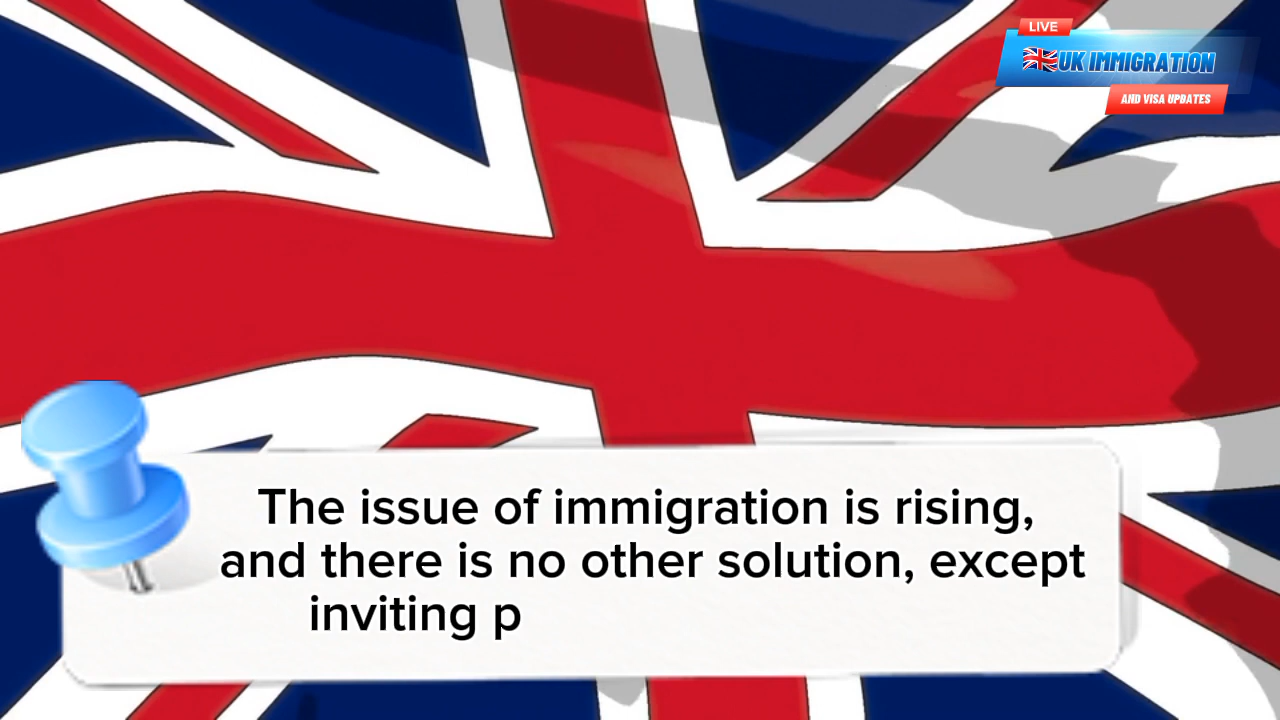 LIVE
UK IMMIGRATION
AND VISA UPDATES
The issue of immigration is rising,
and there is no other solution, except
inviting p